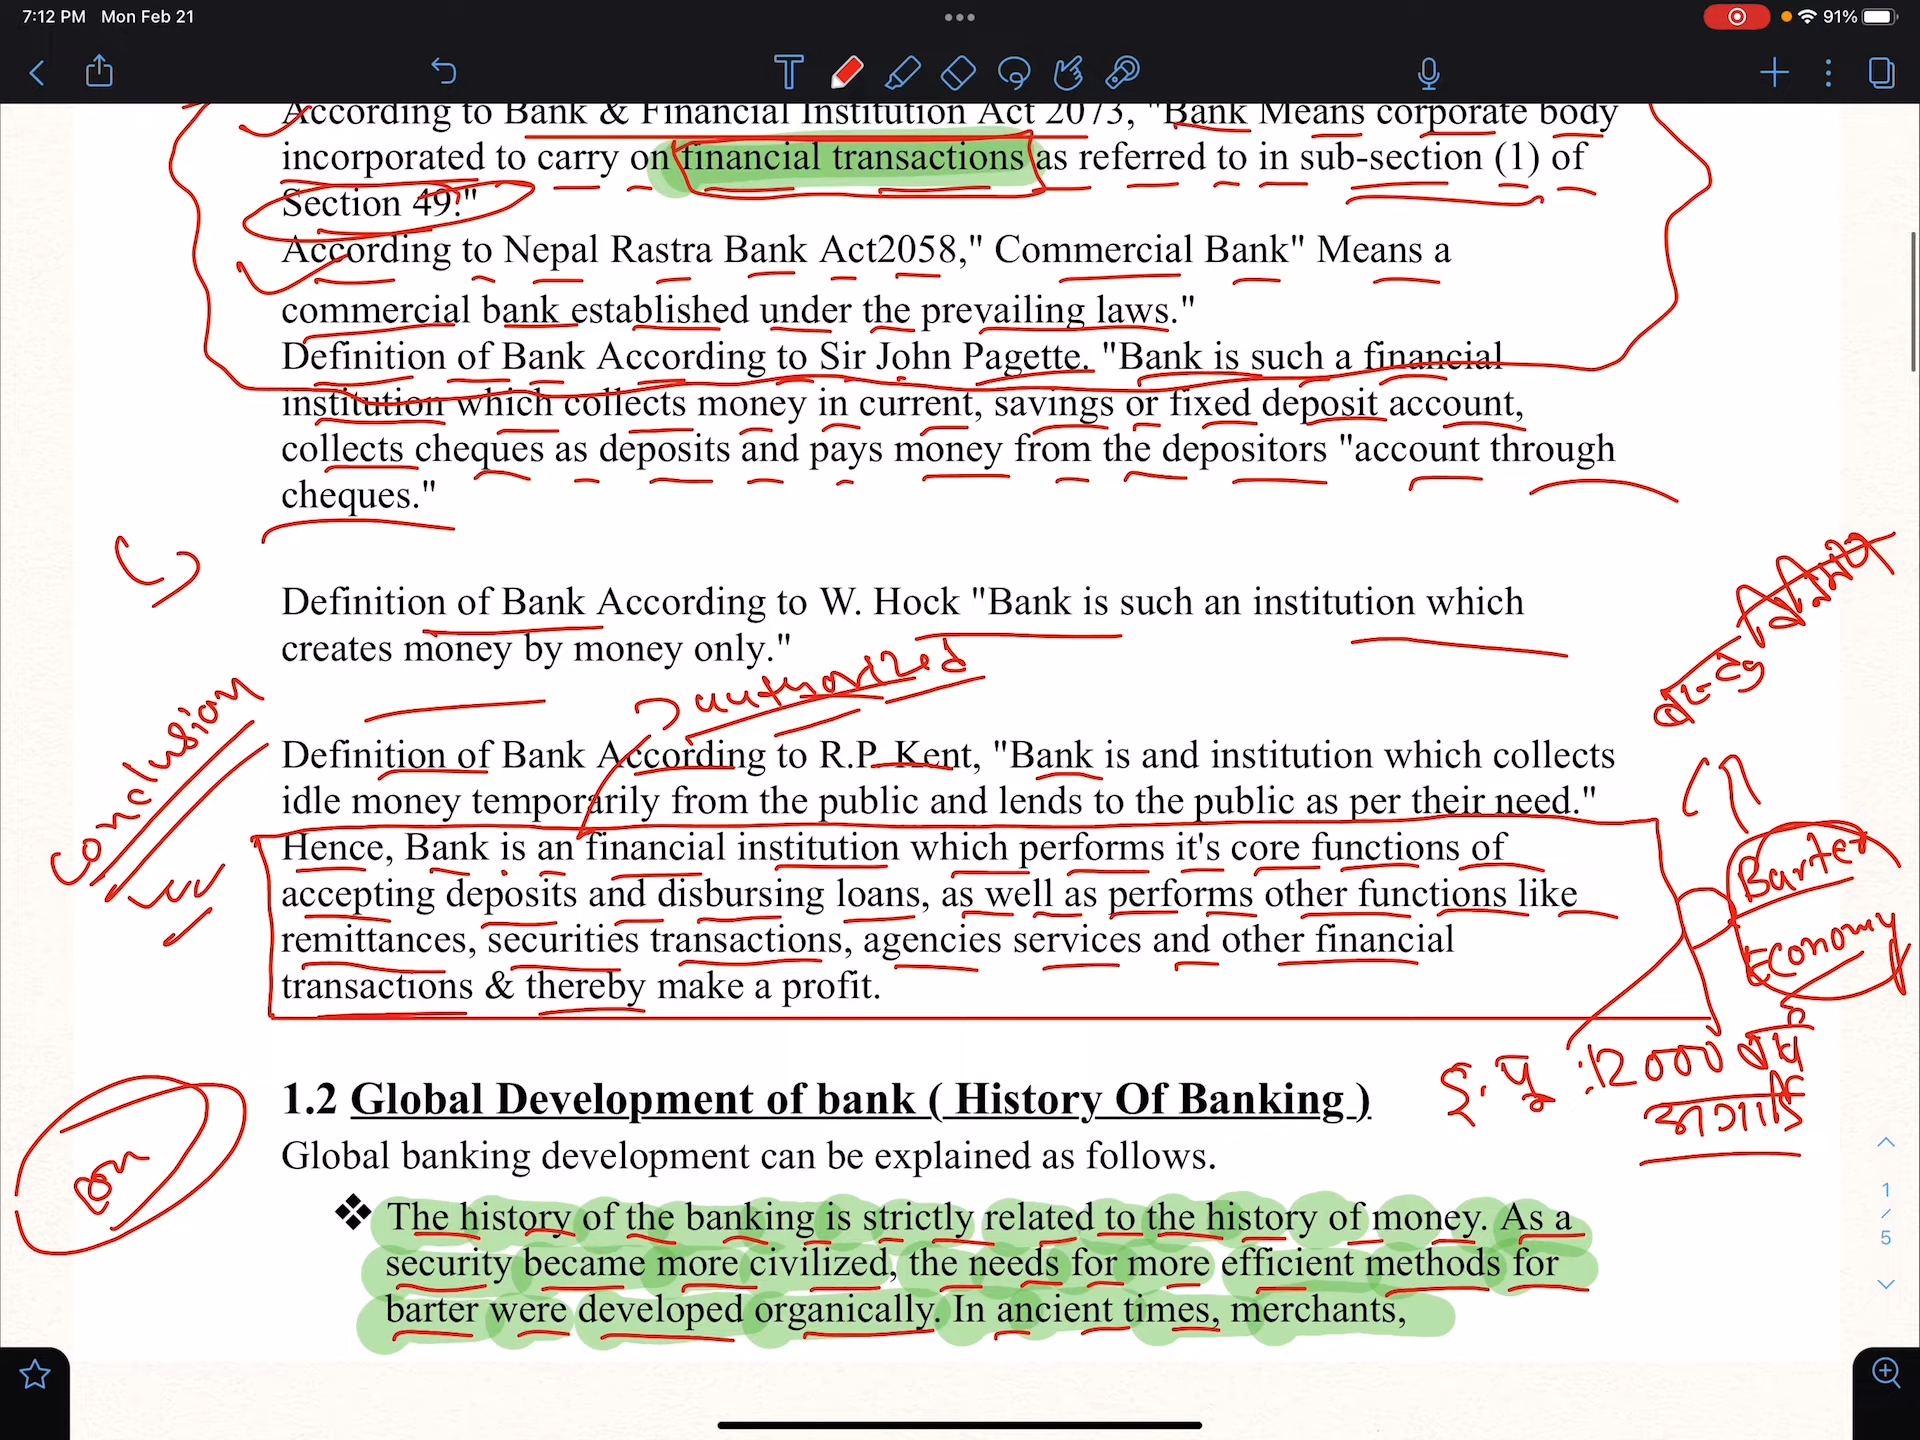 7:12 PM Mon Feb 21
91%
According to Bank & Financial Institution Act 2073, "Bank Means corporate body
incorporated to carry on financial transactions as referred to in sub-section (1) of
Section 49."
According to Nepal Rastra Bank Act2058," Commercial Bank" Means a
commercial bank established under the prevailing laws."
Definition of Bank According to Sir John Pagette. "Bank is such a financial
institution which collects money in current, savings or fixed deposit account,
collects cheques as deposits and pays money from the depositors "account through
cheques."
Definition of Bank According to W. Hock "Bank is such an institution which
creates money by money only."
authorized
conclusion
Definition of Bank According to R.P. Kent, "Bank is and institution which collects
idle money temporarily from the public and lends to the public as per their need."
Hence, Bank is an financial institution which performs it's core functions of
accepting deposits and disbursing loans, as well as performs other functions like
remittances, securities transactions, agencies services and other financial
transactions & thereby make a profit.
Barter
Economy
ई.पु :12000 वर्ष
अगाडि
1.2 Global Development of bank ( History Of Banking )
Global banking development can be explained as follows.
❖ The history of the banking is strictly related to the history of money. As a
security became more civilized, the needs for more efficient methods for
barter were developed organically. In ancient times, merchants,
1
/
5